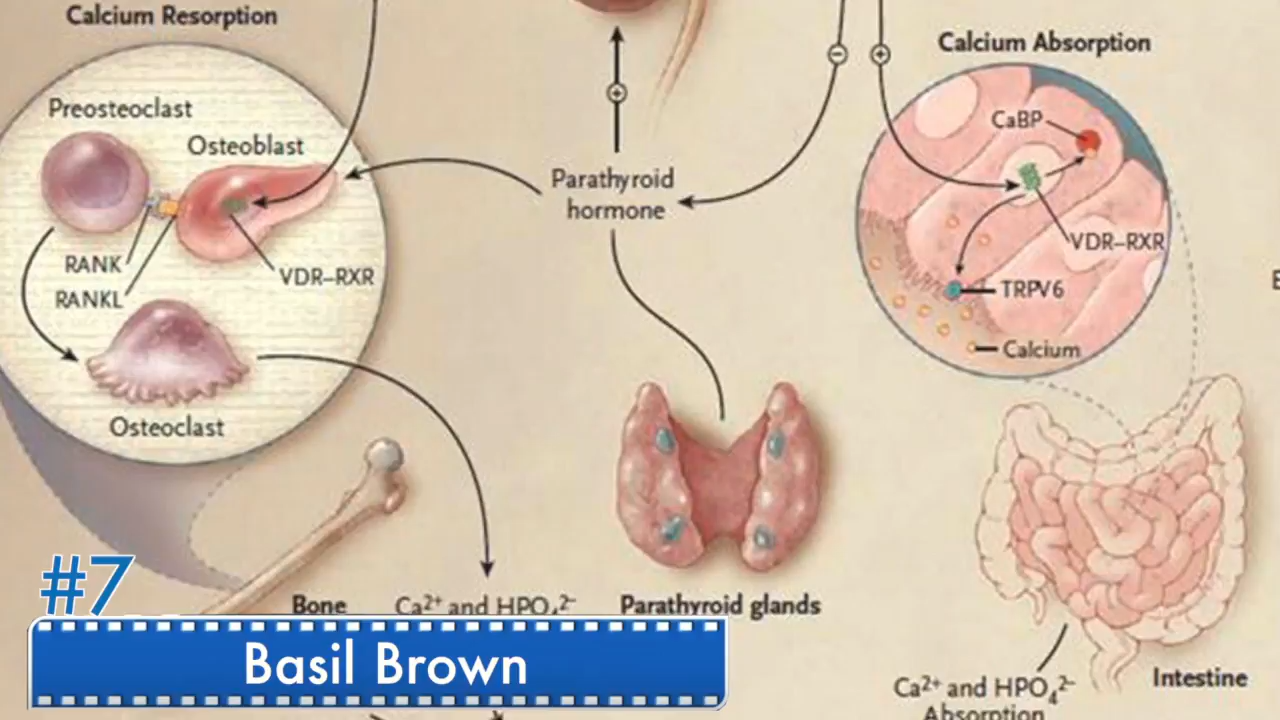 Calcium Resorption
Preosteoclast
Osteoblast
RANK
RANKL
VDR–RXR
Osteoclast
Parathyroid
hormone
Calcium Absorption
CaBP
VDR–RXR
TRPV6
Calcium
Bone
Ca²⁺ and HPO₄²⁻
Parathyroid glands
Ca²⁺ and HPO₄²⁻
Absorption
Intestine
#7
Basil Brown